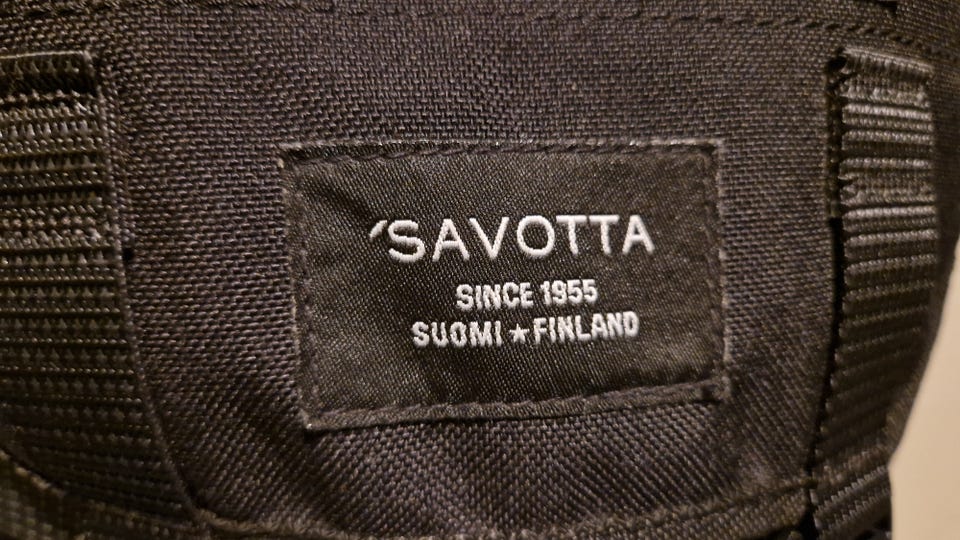 'SAVOTTA
SINCE 1955
SUOMI ★ FINLAND